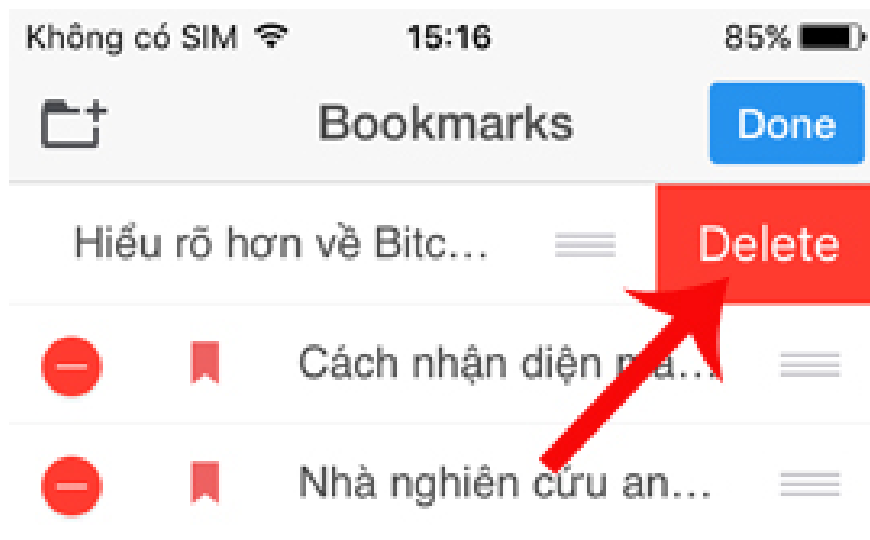 Không có SIM 15:16 85%
Bookmarks Done
Hiểu rõ hơn về Bitc... Delete
Cách nhận diện mã...
Nhà nghiên cứu an...